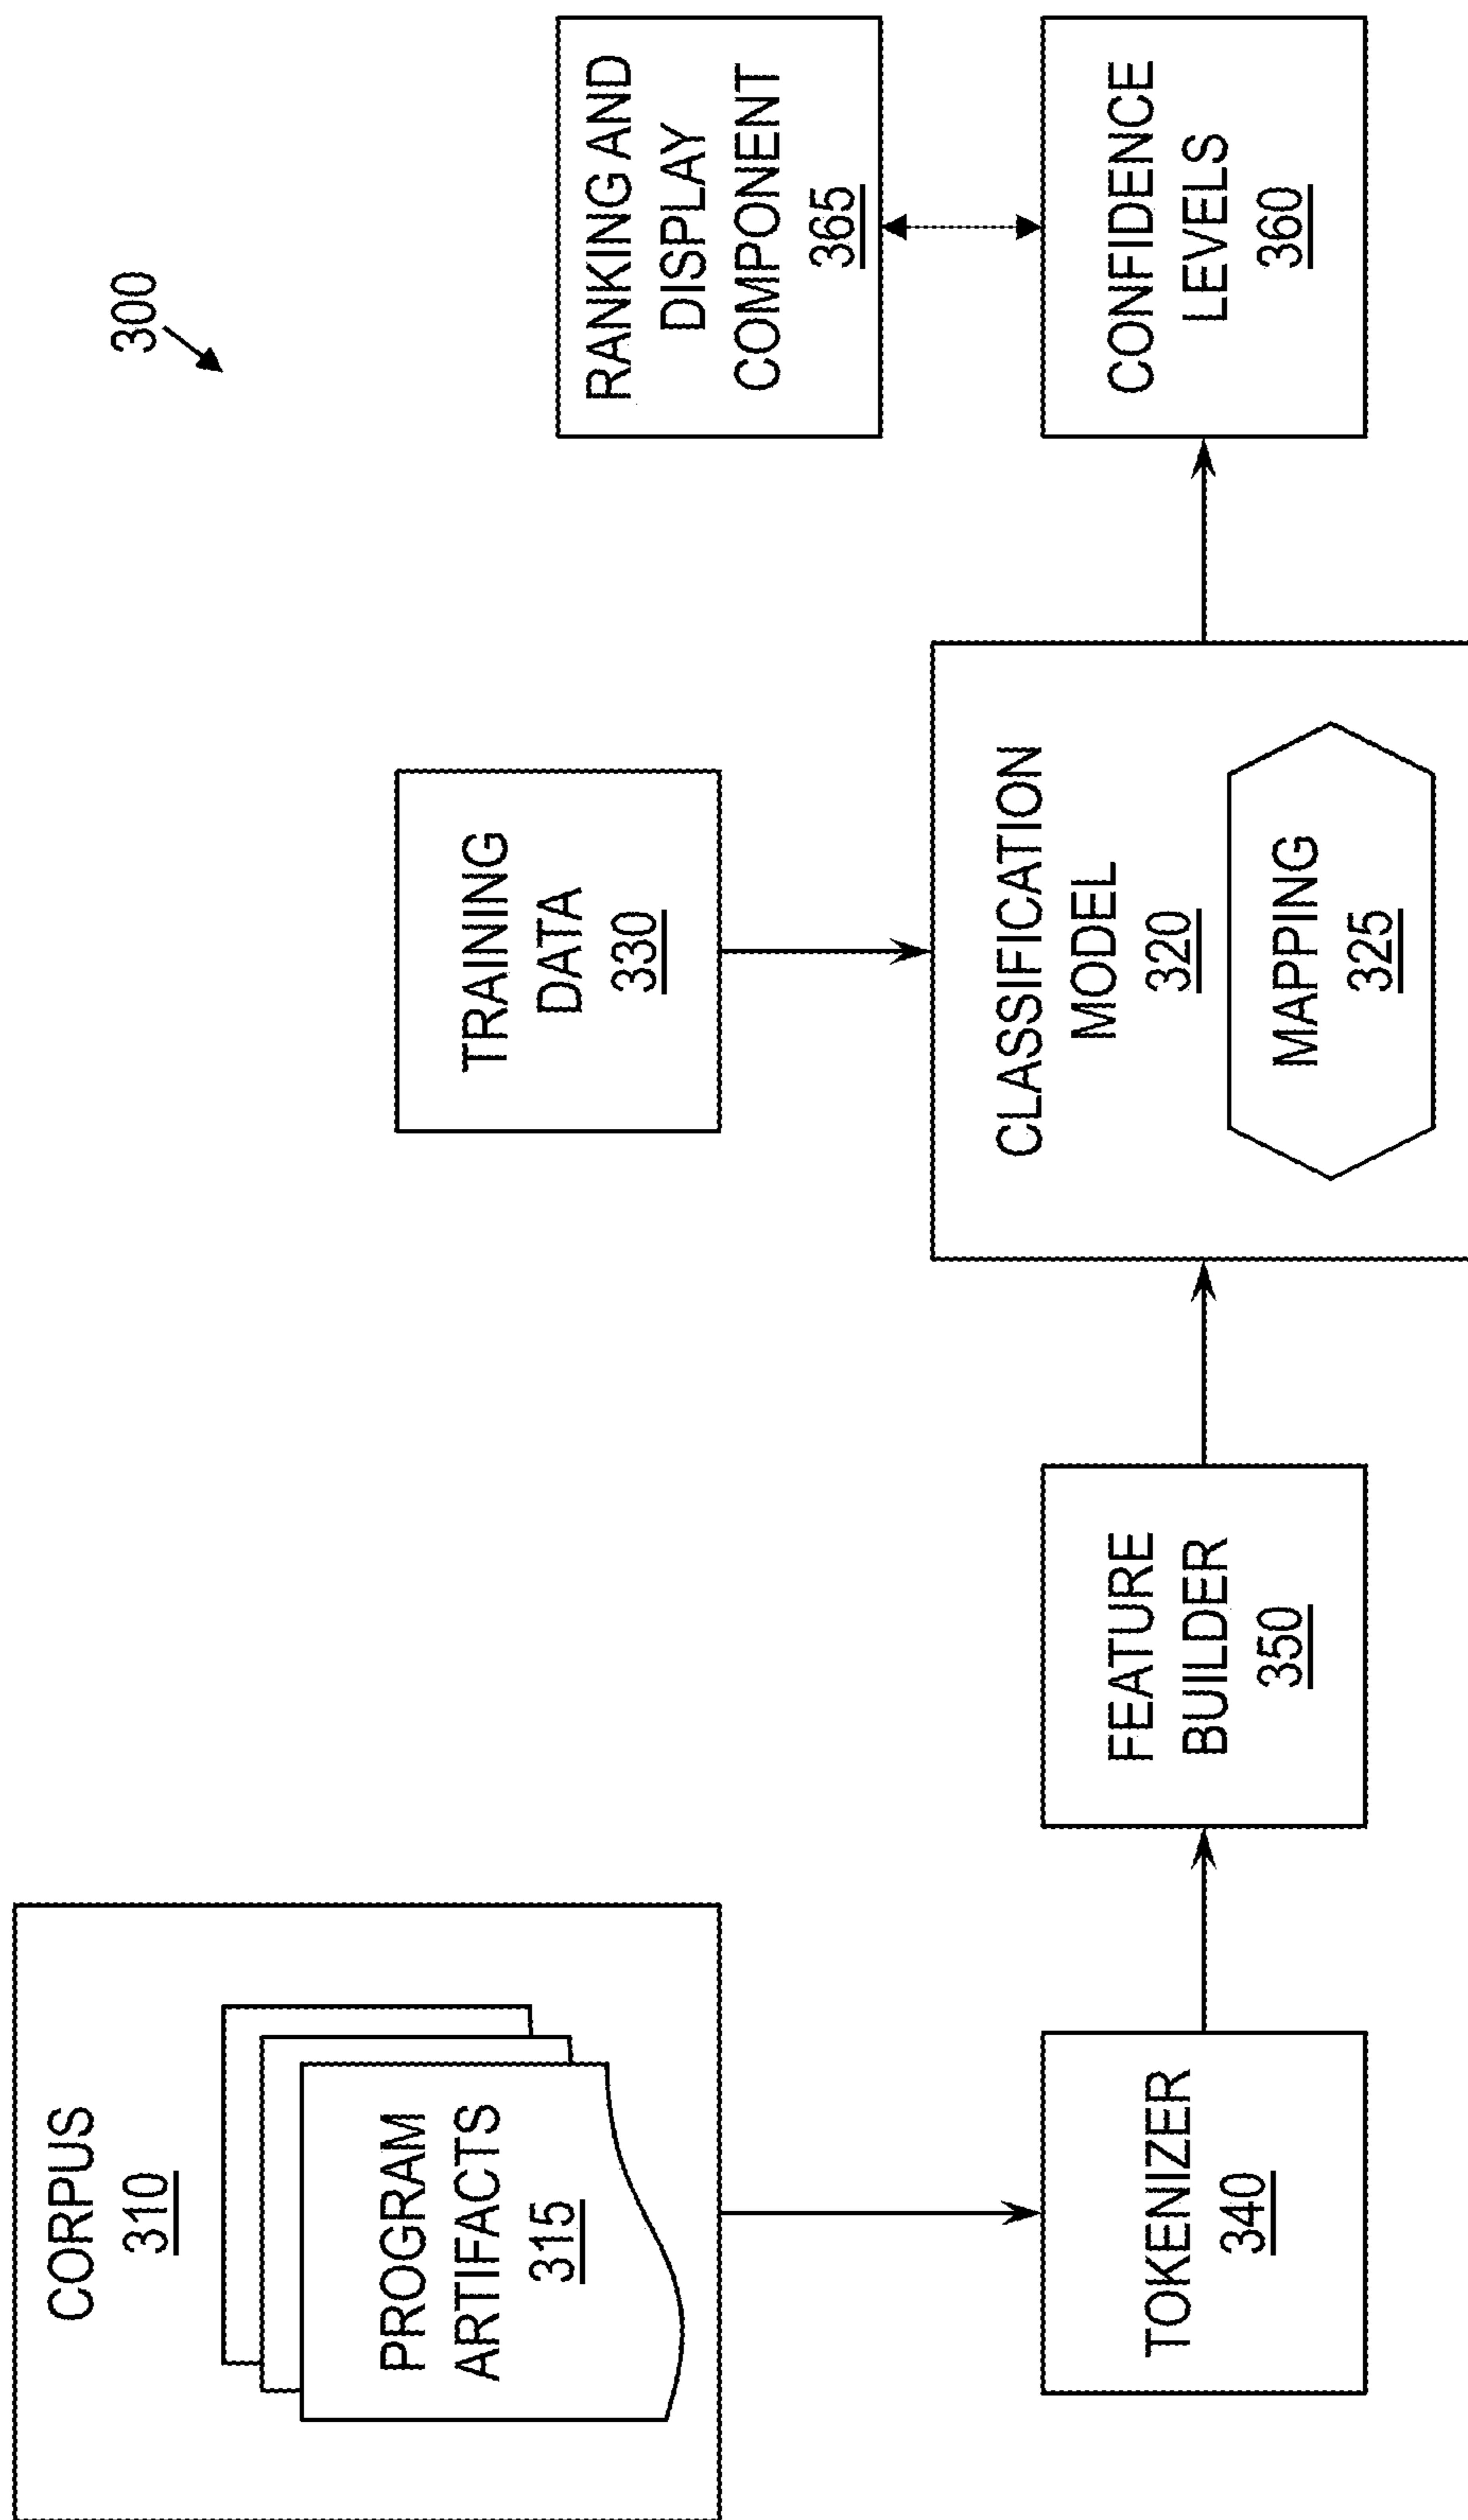 300
CORPUS
310
PROGRAM
ARTIFACTS
315
TRAINING
DATA
330
RANKING AND
DISPLAY
COMPONENT
365
TOKENIZER
340
FEATURE
BUILDER
350
CLASSIFICATION
MODEL
320
MAPPING
325
CONFIDENCE
LEVELS
360